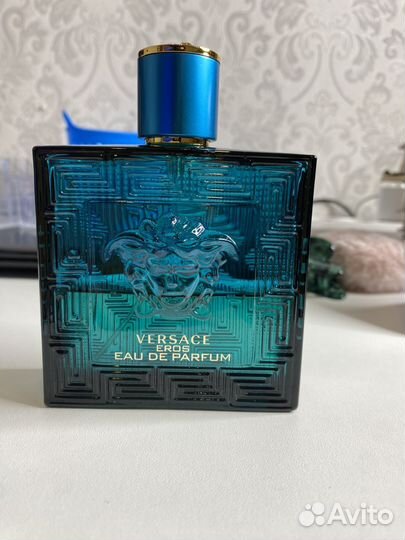 VERSACE
EROS
EAU DE PARFUM
Avito